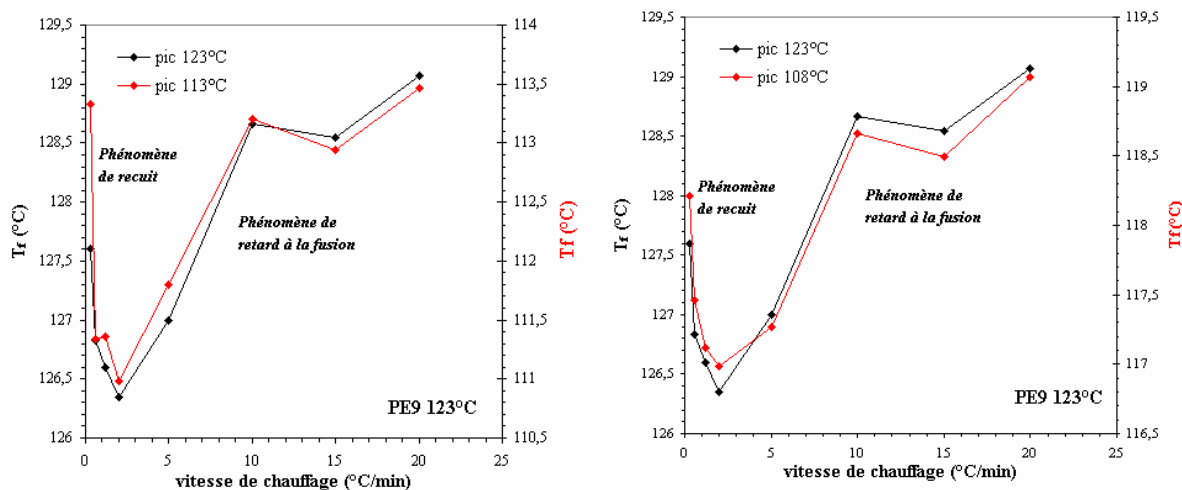 129,5
129
128,5
128
127,5
127
126,5
126
T_f (°C)
pic 123°C
pic 113°C
Phénomène
de recuit
Phénomène de
retard à la fusion
PE9 123°C
114
113,5
113
112,5
112
111,5
111
110,5
Tf (°C)
0 5 10 15 20 25
vitesse de chauffage (°C/min)
129,5
129
128,5
128
127,5
127
126,5
126
T_f (°C)
pic 123°C
pic 108°C
Phénomène
de recuit
Phénomène de
retard à la fusion
PE9 123°C
119,5
119
118,5
118
117,5
117
116,5
Tf(°C)
0 5 10 15 20 25
vitesse de chauffage (°C/min)